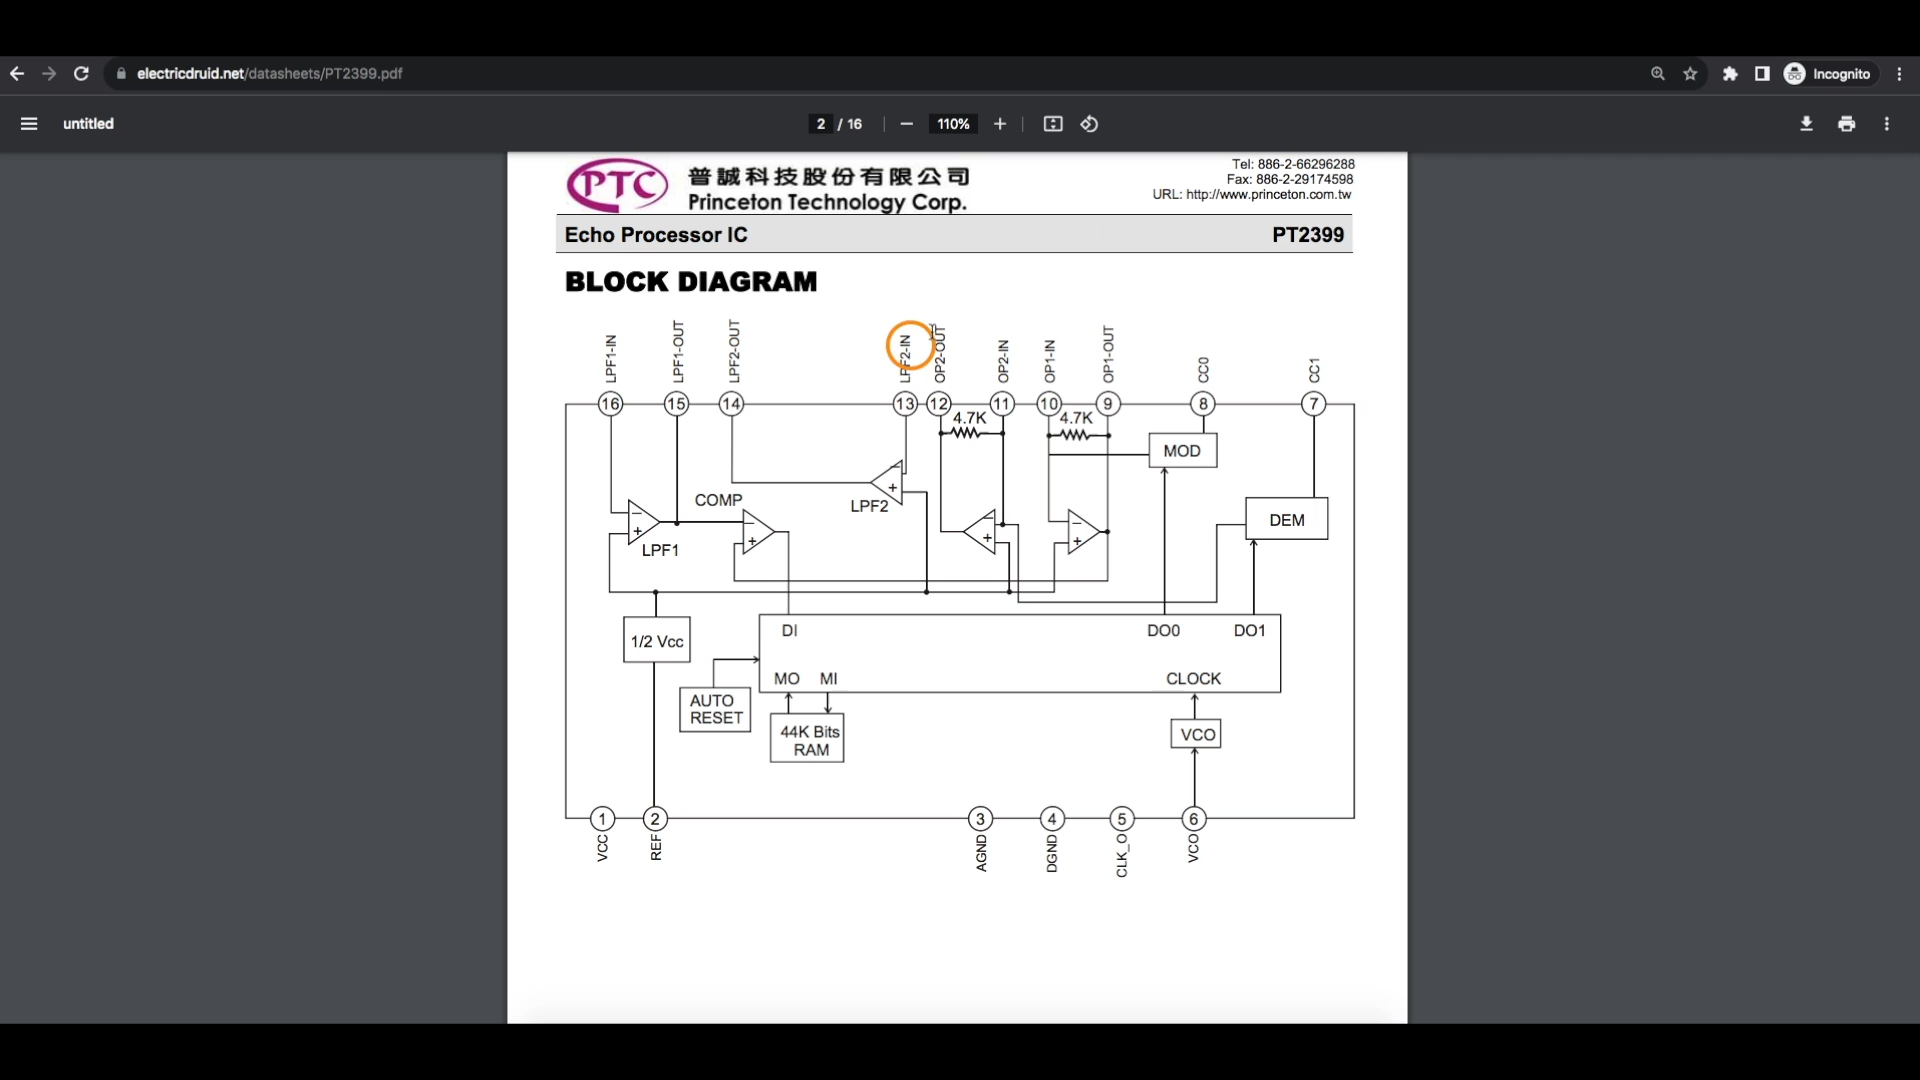 electricdruid.net/datasheets/PT2399.pdf
Incognito
untitled
2 / 16
110%
PTC
普誠科技股份有限公司
Princeton Technology Corp.
Tel: 886-2-66296288
Fax: 886-2-29174598
URL: http://www.princeton.com.tw
Echo Processor IC
PT2399
BLOCK DIAGRAM
LPF1-IN
LPF1-OUT
LPF2-OUT
LPF2-IN
OP2-OUT
OP2-IN
OP1-IN
OP1-OUT
CC0
CC1
16
15
14
13
12
11
10
9
8
7
4.7K
4.7K
MOD
−
+
LPF2
COMP
DEM
−
+
LPF1
−
+
−
+
−
+
1/2 Vcc
DI
DO0
DO1
MO
MI
CLOCK
AUTO
RESET
44K Bits
RAM
VCO
1
2
3
4
5
6
VCC
REF
AGND
DGND
CLK_O
VCO